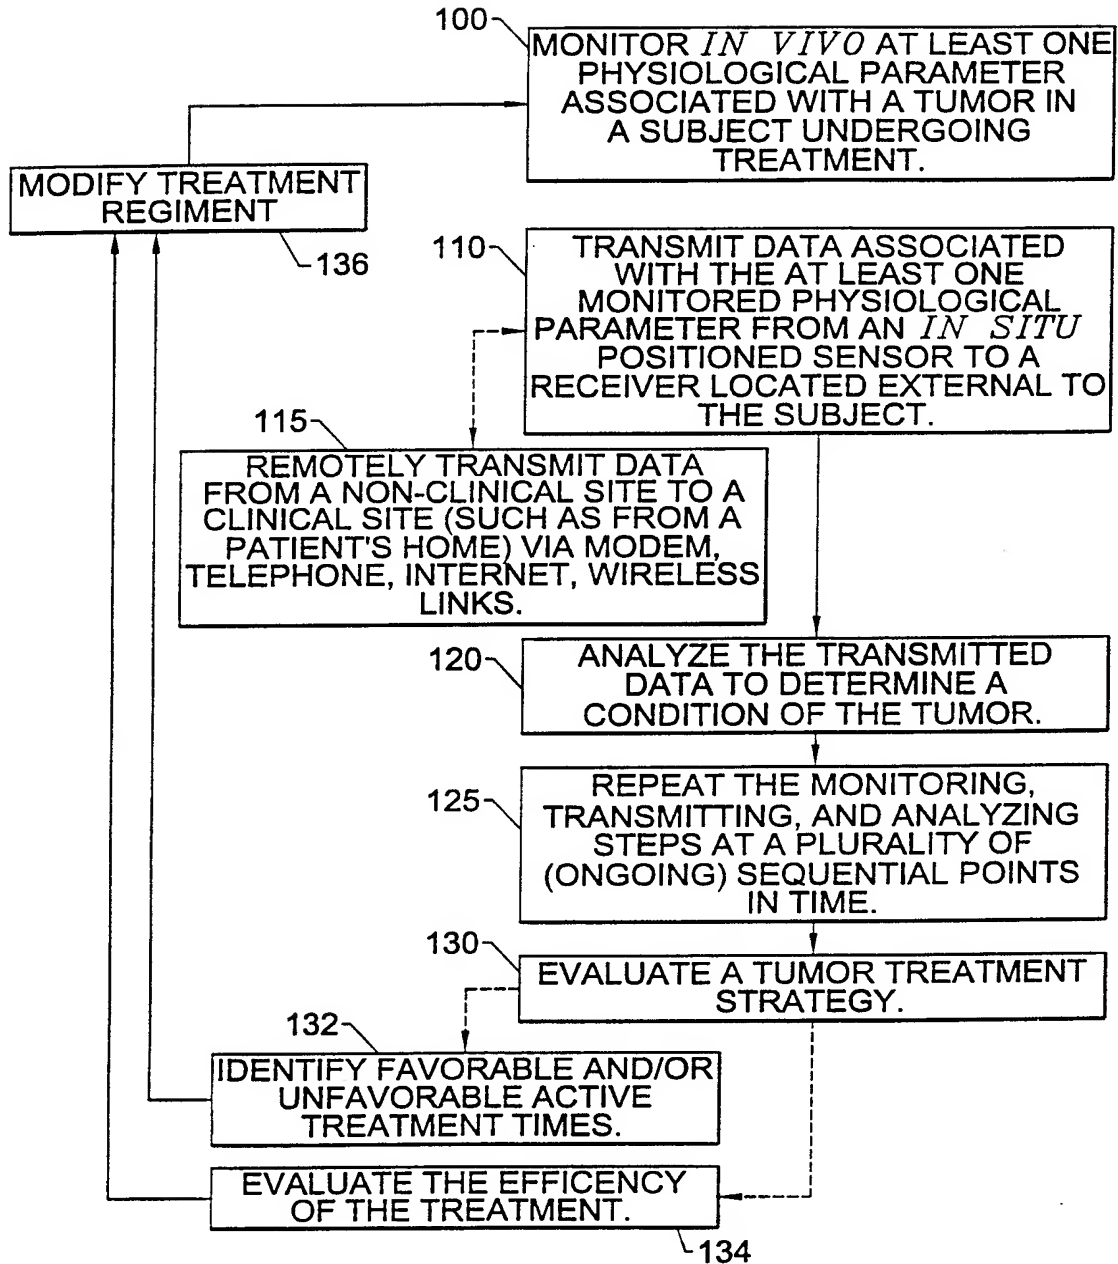 100
MONITOR IN VIVO AT LEAST ONE
PHYSIOLOGICAL PARAMETER
ASSOCIATED WITH A TUMOR IN
A SUBJECT UNDERGOING
TREATMENT.
MODIFY TREATMENT
REGIMENT
136
110
TRANSMIT DATA ASSOCIATED
WITH THE AT LEAST ONE
MONITORED PHYSIOLOGICAL
PARAMETER FROM AN IN SITU
POSITIONED SENSOR TO A
RECEIVER LOCATED EXTERNAL TO
THE SUBJECT.
115
REMOTELY TRANSMIT DATA
FROM A NON-CLINICAL SITE TO A
CLINICAL SITE (SUCH AS FROM A
PATIENT'S HOME) VIA MODEM,
TELEPHONE, INTERNET, WIRELESS
LINKS.
120
ANALYZE THE TRANSMITTED
DATA TO DETERMINE A
CONDITION OF THE TUMOR.
125
REPEAT THE MONITORING,
TRANSMITTING, AND ANALYZING
STEPS AT A PLURALITY OF
(ONGOING) SEQUENTIAL POINTS
IN TIME.
130
EVALUATE A TUMOR TREATMENT
STRATEGY.
132
IDENTIFY FAVORABLE AND/OR
UNFAVORABLE ACTIVE
TREATMENT TIMES.
EVALUATE THE EFFICENCY
OF THE TREATMENT.
134